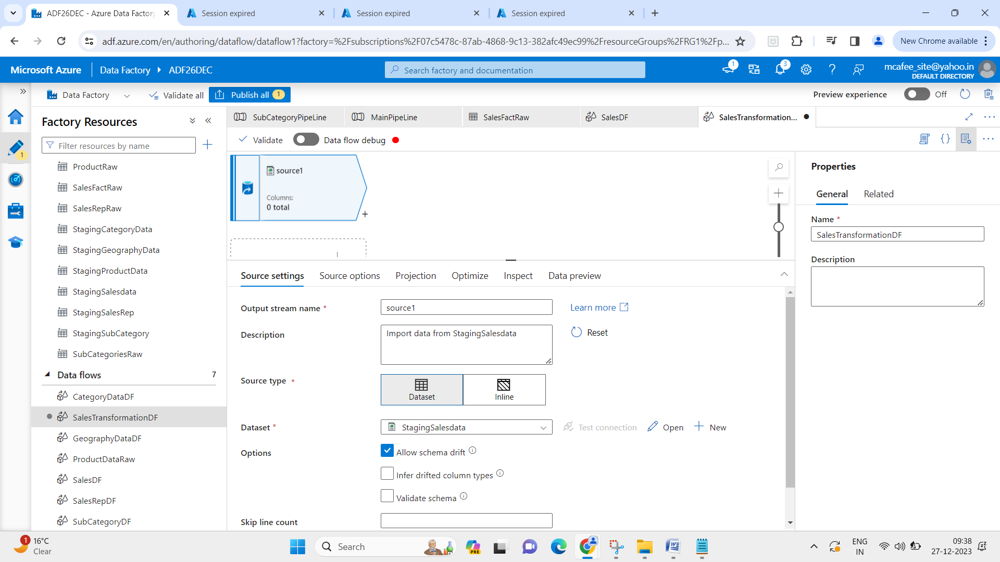 ADF26DEC - Azure Data Factory
Session expired
Session expired
Session expired
adf.azure.com/en/authoring/dataflow/dataflow1?factory=%2Fsubscriptions%2F07c5478c-87ab-4868-9c13-382afc49ec99%2FresourceGroups%2FRG1%2Fp...
New Chrome available
Microsoft Azure
Data Factory
ADF26DEC
Search factory and documentation
1
3
mcafee_site@yahoo.in
DEFAULT DIRECTORY
Data Factory
Validate all
Publish all 1
Preview experience
Off
1
Factory Resources
Filter resources by name
ProductRaw
SalesFactRaw
SalesRepRaw
StagingCategoryData
StagingGeographyData
StagingProductData
StagingSalesdata
StagingSalesRep
StagingSubCategory
SubCategoriesRaw
Data flows 7
CategoryDataDF
SalesTransformationDF
GeographyDataDF
ProductDataRaw
SalesDF
SalesRepDF
SubCategoryDF
SubCategoryPipeLine
MainPipeLine
SalesFactRaw
SalesDF
SalesTransformation...
Validate
Data flow debug
source1
Columns:
0 total
Source settings
Source options
Projection
Optimize
Inspect
Data preview
Output stream name *
source1
Learn more
Description
Import data from StagingSalesdata
Reset
Source type *
Dataset
Inline
Dataset *
StagingSalesdata
Test connection
Open
New
Options
Allow schema drift
Infer drifted column types
Validate schema
Skip line count
Properties
General
Related
Name *
SalesTransformationDF
Description
1
16°C
Clear
Search
PRE
ENG
IN
09:38
27-12-2023